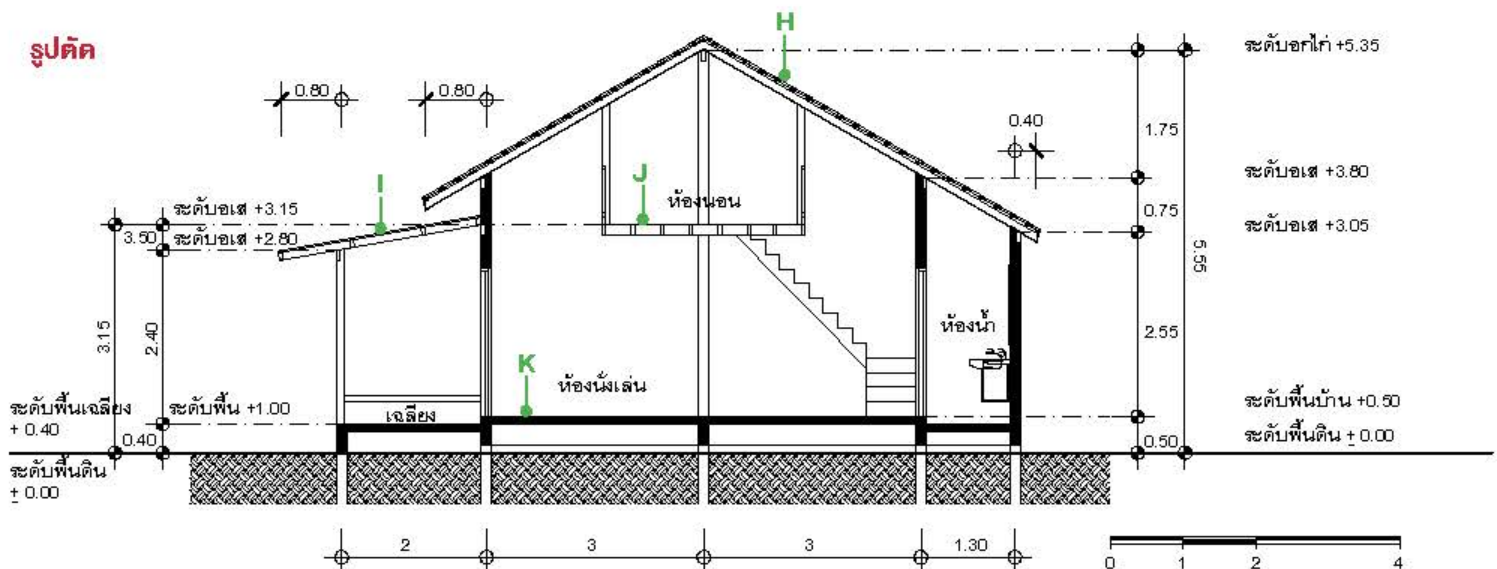 รูปตัด
H
ระดับอกไก่ +5.35
0.80
0.80
0.40
1.75
I
J
ห้องนอน
ระดับอเส +3.80
ระดับอเส +3.15
0.75
3.50
ระดับอเส +2.80
ระดับอเส +3.05
5.55
3.15
2.40
ห้องน้ำ
2.55
K
ห้องนั่งเล่น
ระดับพื้นเฉลียง
+ 0.40
ระดับพื้น +1.00
เฉลียง
ระดับพื้นบ้าน +0.50
0.40
0.50
ระดับพื้นดิน ± 0.00
ระดับพื้นดิน
± 0.00
2
3
3
1.30
0
1
2
4